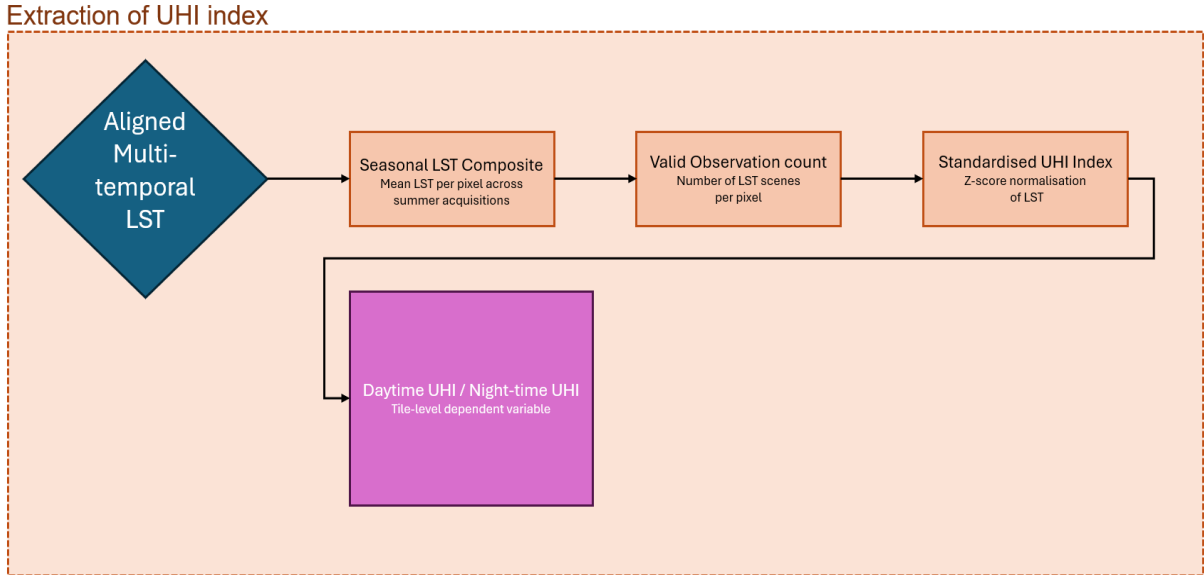 Extraction of UHI index
Aligned
Multi-
temporal
LST
Seasonal LST Composite
Mean LST per pixel across
summer acquisitions
Valid Observation count
Number of LST scenes
per pixel
Standardised UHI Index
Z-score normalisation
of LST
Daytime UHI / Night-time UHI
Tile-level dependent variable